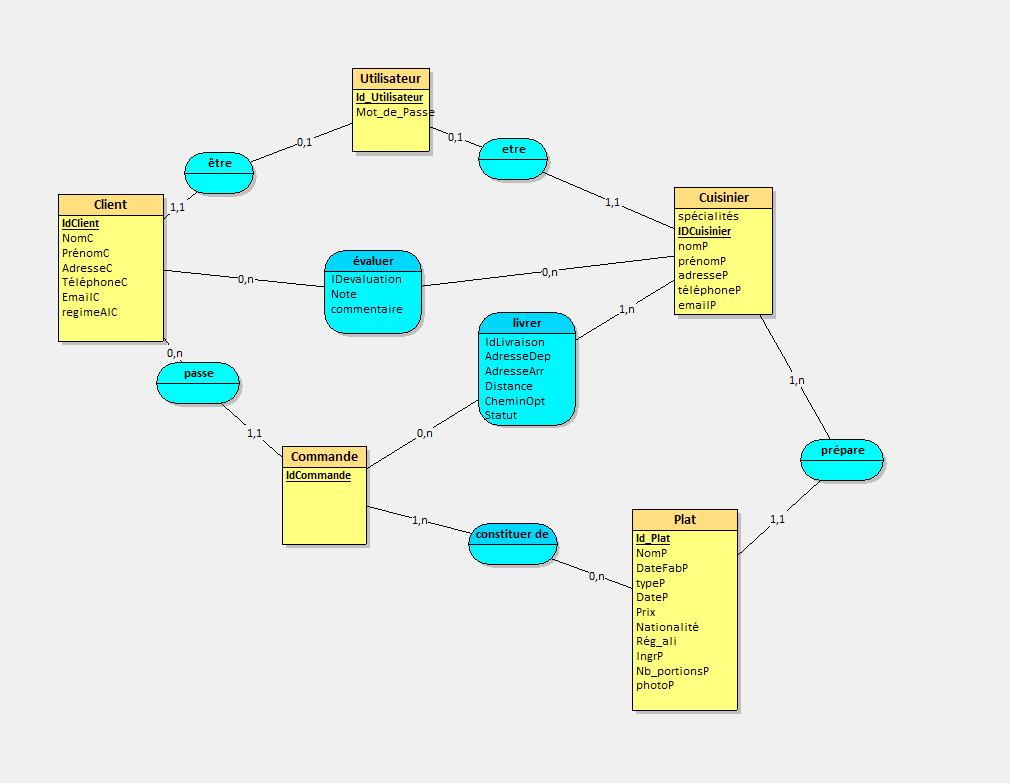 Utilisateur
Id_Utilisateur
Mot_de_Passe
0,1
0,1
être
etre
1,1
1,1
Client
IdClient
NomC
PrénomC
AdresseC
TéléphoneC
EmailC
regimeAlC
Cuisinier
spécialités
IDCuisinier
nomP
prénomP
adresseP
téléphoneP
emailP
0,n
évaluer
IDevaluation
Note
commentaire
0,n
1,n
livrer
IdLivraison
AdresseDep
AdresseArr
Distance
CheminOpt
Statut
0,n
passe
1,1
0,n
1,n
prépare
1,1
Commande
IdCommande
1,n
constituer de
0,n
Plat
Id_Plat
NomP
DateFabP
typeP
DateP
Prix
Nationalité
Rég_ali
IngrP
Nb_portionsP
photoP